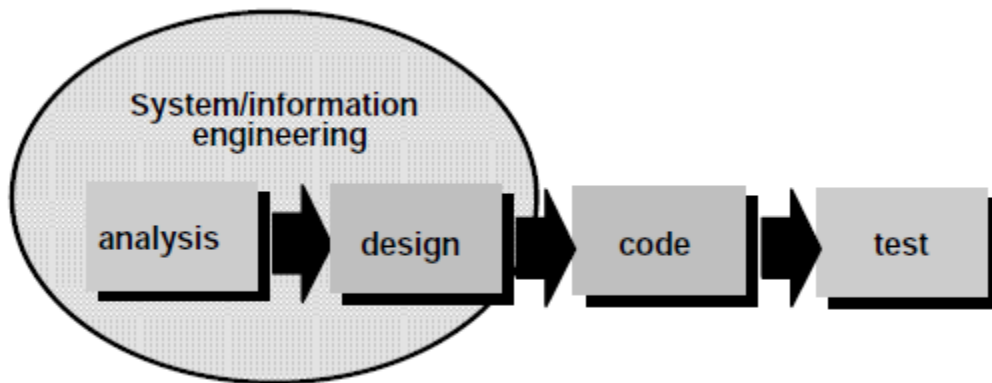 System/information
engineering
analysis
design
code
test